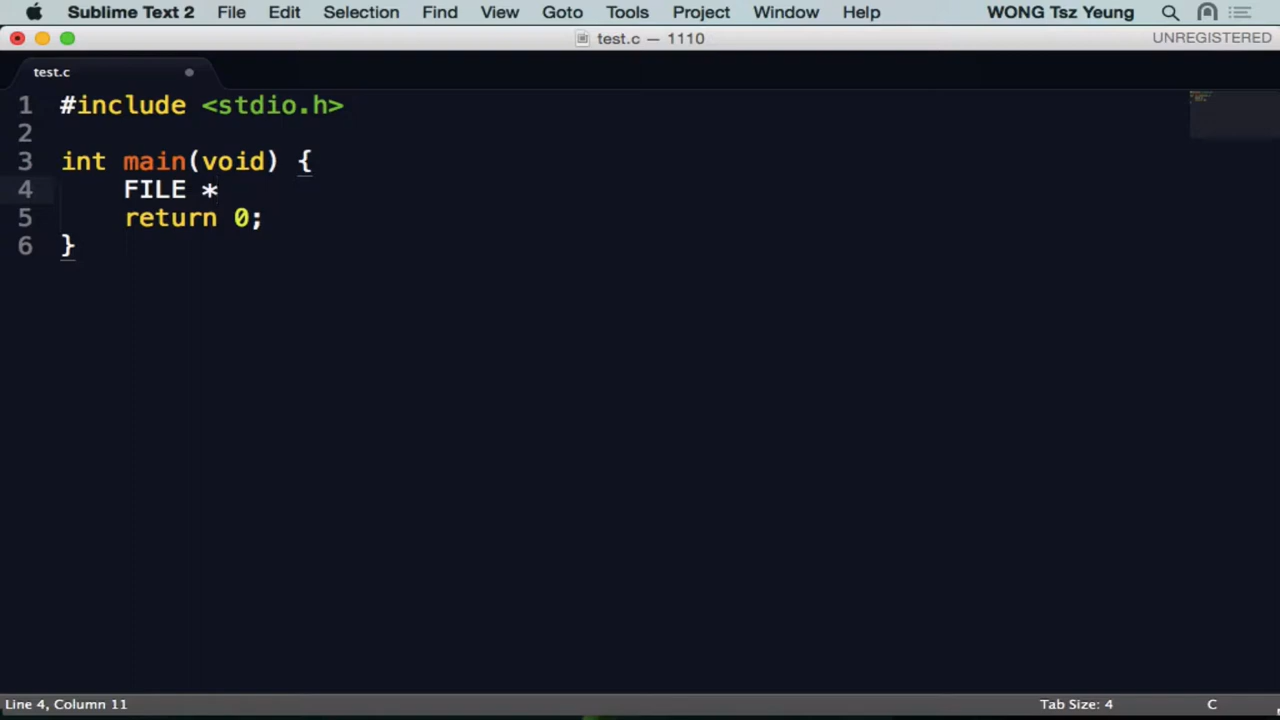 Sublime Text 2 File Edit Selection Find View Goto Tools Project Window Help WONG Tsz Yeung
test.c — 1110 UNREGISTERED
test.c
1 #include <stdio.h>
2
3 int main(void) {
4 FILE *
5 return 0;
6 }
Line 4, Column 11 Tab Size: 4 C